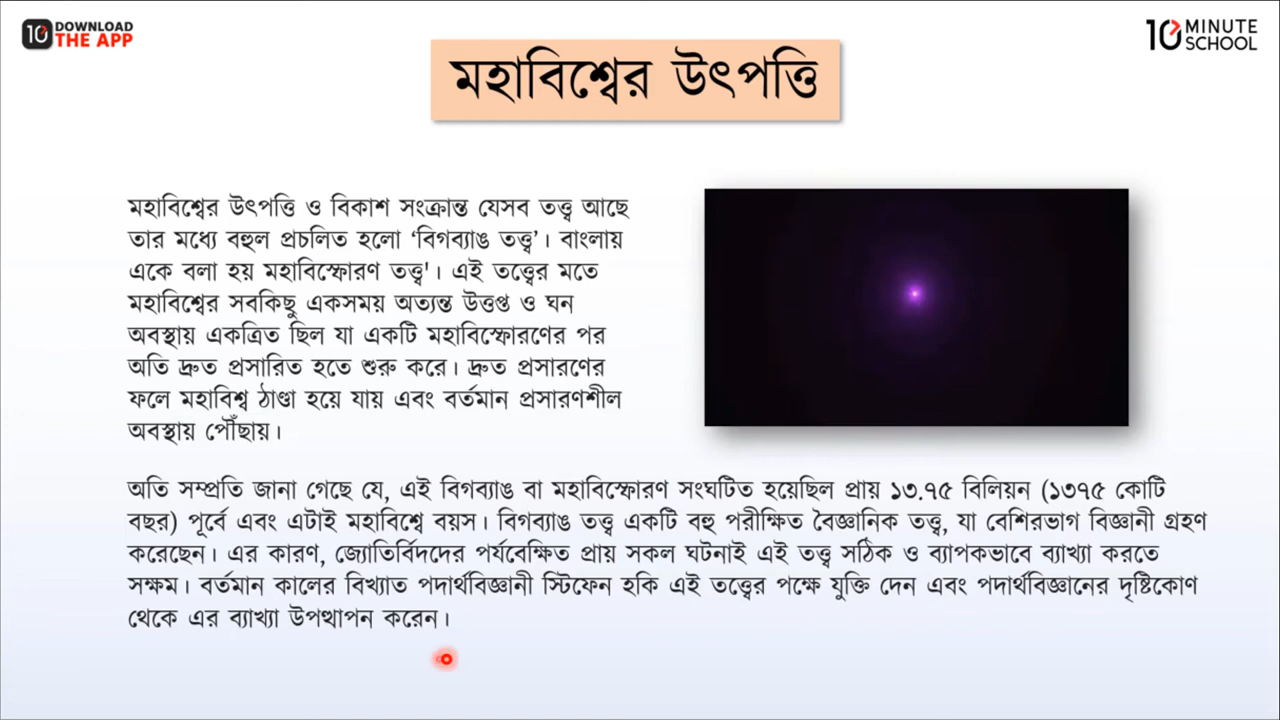 DOWNLOAD
THE APP
10 MINUTE
SCHOOL
মহাবিশ্বের উৎপত্তি
মহাবিশ্বের উৎপত্তি ও বিকাশ সংক্রান্ত যেসব তত্ত্ব আছে
তার মধ্যে বহুল প্রচলিত হলো ‘বিগব্যাঙ তত্ত্ব’। বাংলায়
একে বলা হয় মহাবিস্ফোরণ তত্ত্ব'। এই তত্ত্বের মতে
মহাবিশ্বের সবকিছু একসময় অত্যন্ত উত্তপ্ত ও ঘন
অবস্থায় একত্রিত ছিল যা একটি মহাবিস্ফোরণের পর
অতি দ্রুত প্রসারিত হতে শুরু করে। দ্রুত প্রসারণের
ফলে মহাবিশ্ব ঠাণ্ডা হয়ে যায় এবং বর্তমান প্রসারণশীল
অবস্থায় পৌঁছায়।
অতি সম্প্রতি জানা গেছে যে, এই বিগব্যাঙ বা মহাবিস্ফোরণ সংঘটিত হয়েছিল প্রায় ১৩.৭৫ বিলিয়ন (১৩৭৫ কোটি
বছর) পূর্বে এবং এটাই মহাবিশ্বে বয়স। বিগব্যাঙ তত্ত্ব একটি বহু পরীক্ষিত বৈজ্ঞানিক তত্ত্ব, যা বেশিরভাগ বিজ্ঞানী গ্রহণ
করেছেন। এর কারণ, জ্যোতির্বিদদের পর্যবেক্ষিত প্রায় সকল ঘটনাই এই তত্ত্ব সঠিক ও ব্যাপকভাবে ব্যাখ্যা করতে
সক্ষম। বর্তমান কালের বিখ্যাত পদার্থবিজ্ঞানী স্টিফেন হকি এই তত্ত্বের পক্ষে যুক্তি দেন এবং পদার্থবিজ্ঞানের দৃষ্টিকোণ
থেকে এর ব্যাখ্যা উপত্থাপন করেন।